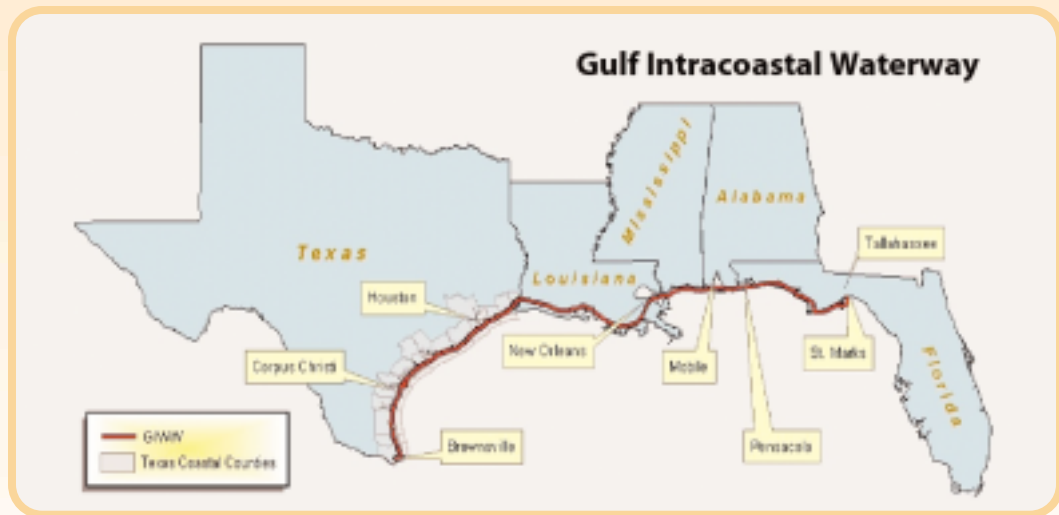 Gulf Intracoastal Waterway
Mississippi
Alabama
Texas
Tallahassee
Louisiana
Houston
New Orleans
Mobile
St. Marks
Corpus Christi
Florida
GIWW
Texas Coastal Counties
Brownsville
Pensacola